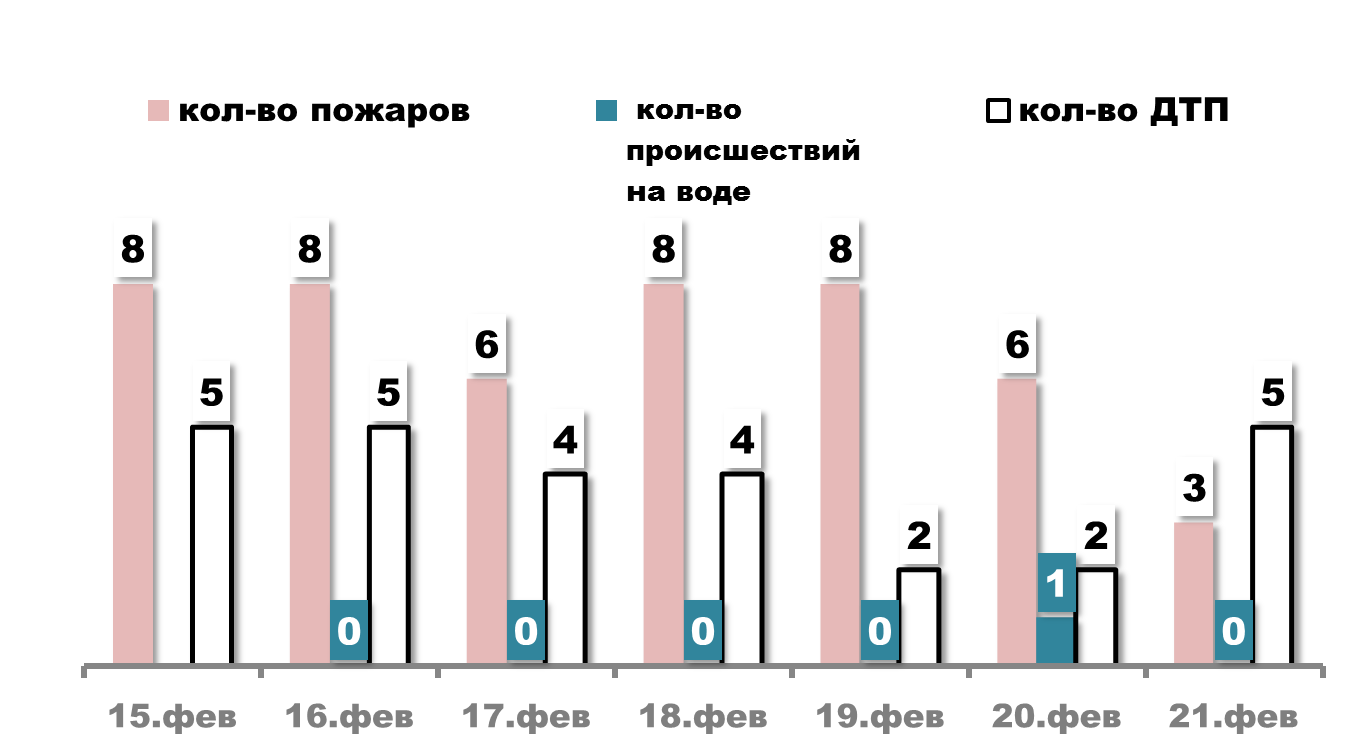 кол-во пожаров
кол-во
происшествий
на воде
кол-во ДТП
8 5
8 0 5
6 0 4
8 0 4
8 0 2
6 1 2
3 0 5
15.фев 16.фев 17.фев 18.фев 19.фев 20.фев 21.фев